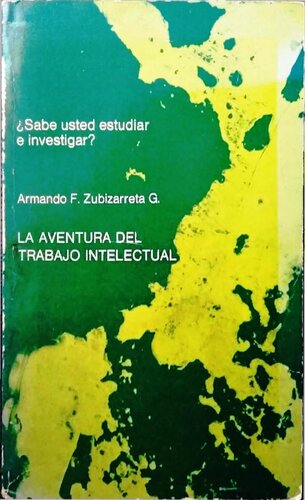 ¿Sabe usted estudiar
e investigar?
Armando F. Zubizarreta G.
LA AVENTURA DEL
TRABAJO INTELECTUAL